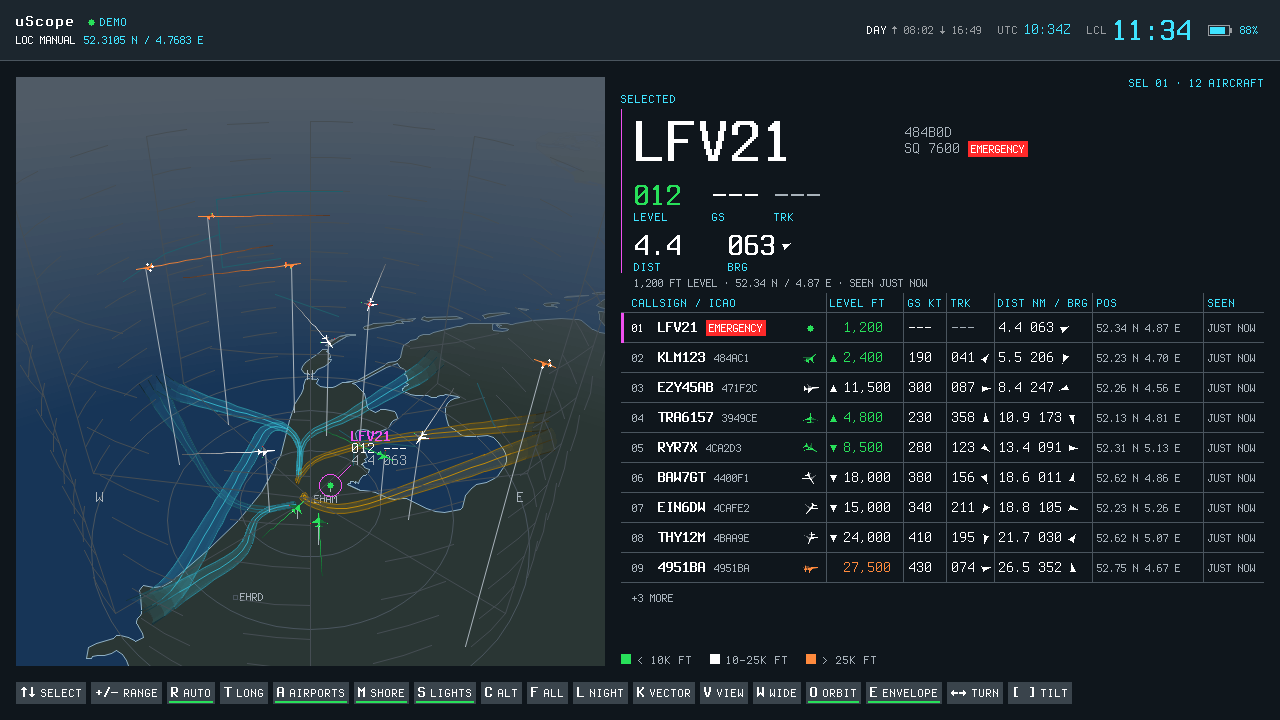 uScope DEMO
LOC MANUAL 52.3105 N / 4.7683 E
DAY ↑ 08:02 ↓ 16:49 UTC 10:34Z LCL 11:34 88%
SEL 01 · 12 AIRCRAFT
SELECTED
LFV21
484B0D
SQ 7600 EMERGENCY
012 --- ---
LEVEL GS TRK
4.4 063
DIST BRG
1,200 FT LEVEL · 52.34 N / 4.87 E · SEEN JUST NOW
CALLSIGN / ICAO LEVEL FT GS KT TRK DIST NM / BRG POS SEEN
01 LFV21 EMERGENCY 1,200 --- --- 4.4 063 52.34 N 4.87 E JUST NOW
02 KLM123 484AC1 ▲ 2,400 190 041 5.5 206 52.23 N 4.70 E JUST NOW
03 EZY45AB 471F2C ▲ 11,500 300 087 8.4 247 52.26 N 4.56 E JUST NOW
04 TRA6157 3949CE ▲ 4,800 230 358 10.9 173 52.13 N 4.81 E JUST NOW
05 RYR7X 4CA2D3 ▼ 8,500 280 123 13.4 091 52.31 N 5.13 E JUST NOW
06 BAW7GT 4400F1 ▼ 18,000 380 156 18.6 011 52.62 N 4.86 E JUST NOW
07 EIN6DW 4CAFE2 ▼ 15,000 340 211 18.8 105 52.23 N 5.26 E JUST NOW
08 THY12M 4BAA9E ▼ 24,000 410 195 21.7 030 52.62 N 5.07 E JUST NOW
09 4951BA 4951BA 27,500 430 074 26.5 352 52.75 N 4.67 E JUST NOW
+3 MORE
< 10K FT 10-25K FT > 25K FT
N
LFV21
012 ---
4.4 063
W
E
EHAM
EHRD
↑↓ SELECT +/- RANGE R AUTO T LONG A AIRPORTS M SHORE S LIGHTS C ALT F ALL L NIGHT K VECTOR V VIEW W WIDE O ORBIT E ENVELOPE ←→ TURN [ ] TILT